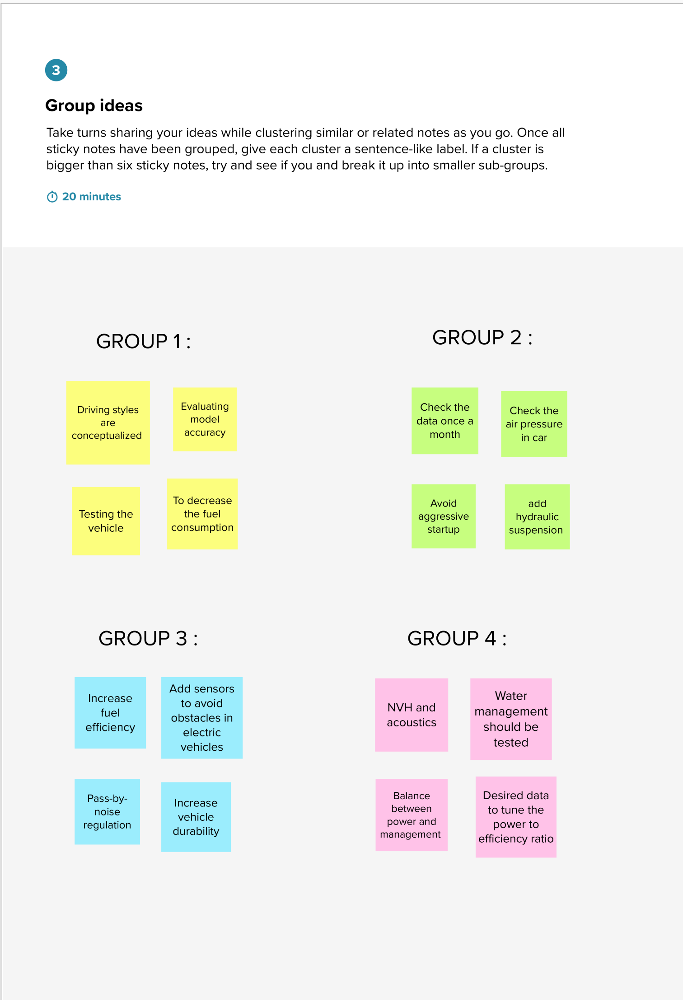 3
Group ideas
Take turns sharing your ideas while clustering similar or related notes as you go. Once all
sticky notes have been grouped, give each cluster a sentence-like label. If a cluster is
bigger than six sticky notes, try and see if you and break it up into smaller sub-groups.
20 minutes
GROUP 1 :
Driving styles
are
conceptualized
Evaluating
model
accuracy
Testing the
vehicle
To decrease
the fuel
consumption
GROUP 2 :
Check the
data once a
month
Check the
air pressure
in car
Avoid
aggressive
startup
add
hydraulic
suspension
GROUP 3 :
Increase
fuel
efficiency
Add sensors
to avoid
obstacles in
electric
vehicles
Pass-by-
noise
regulation
Increase
vehicle
durability
GROUP 4 :
NVH and
acoustics
Water
management
should be
tested
Balance
between
power and
management
Desired data
to tune the
power to
efficiency ratio